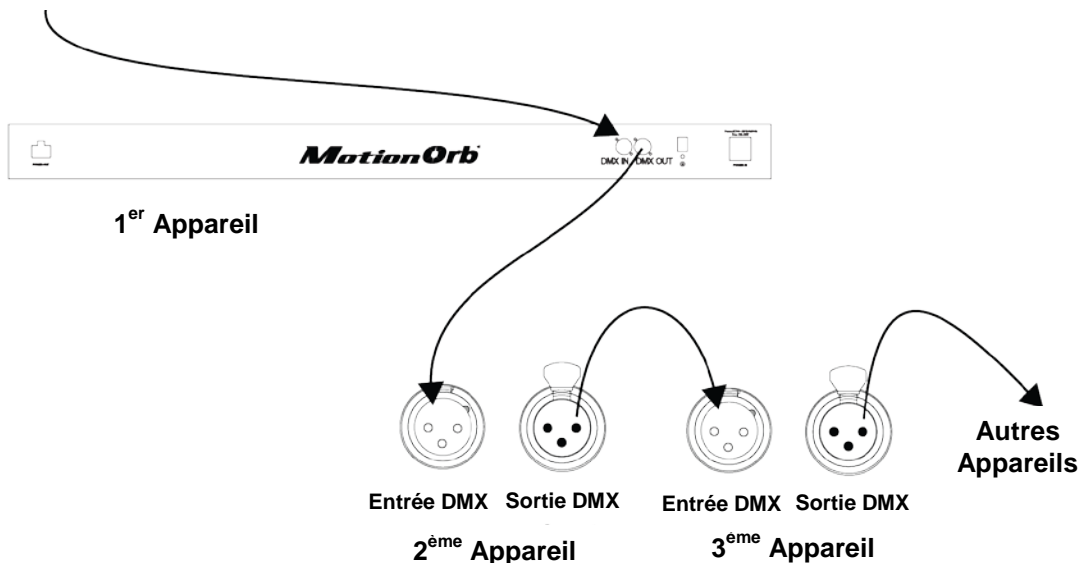 MotionOrb
DMX IN DMX OUT
1er Appareil
Autres
Appareils
Entrée DMX Sortie DMX Entrée DMX Sortie DMX
2ème Appareil 3ème Appareil